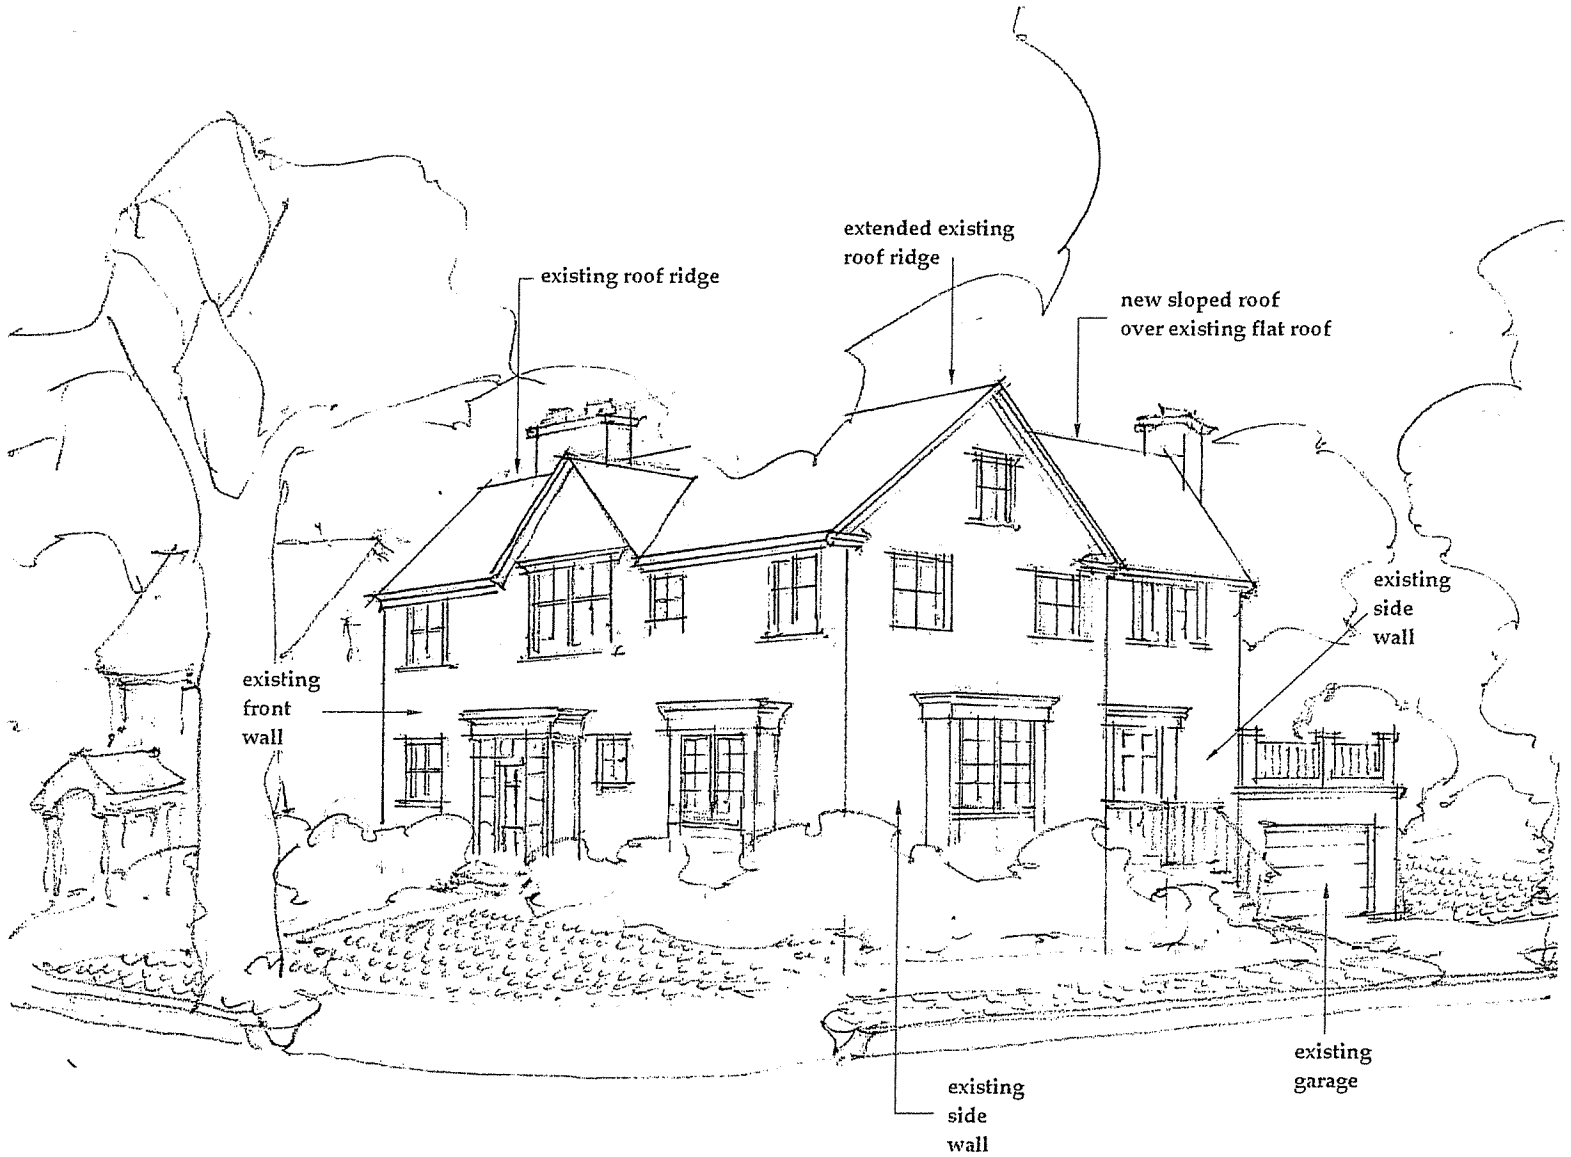 extended existing
roof ridge
existing roof ridge
new sloped roof
over existing flat roof
existing
side
wall
existing
front
wall
existing
garage
existing
side
wall